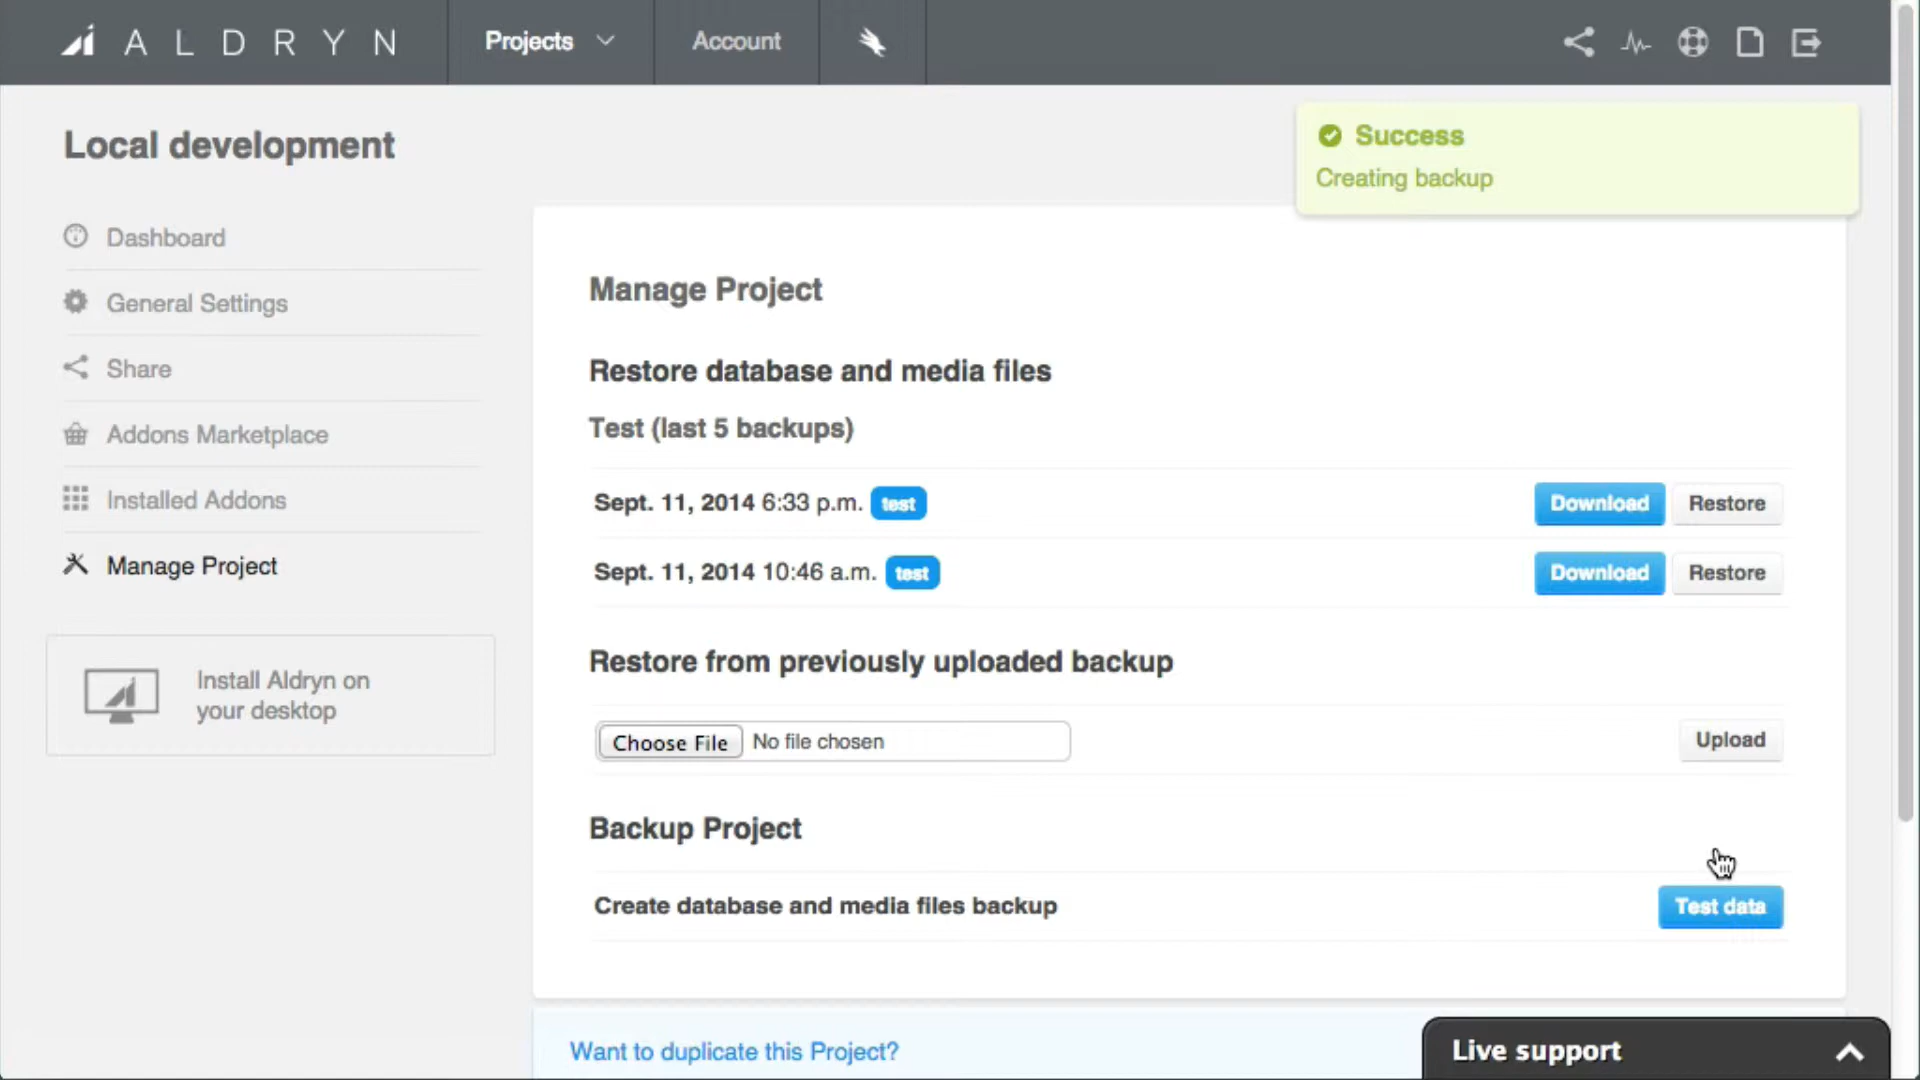 ALDRYN
Projects
Account
Success
Creating backup
Local development
Dashboard
General Settings
Share
Addons Marketplace
Installed Addons
Manage Project
Install Aldryn on
your desktop
Manage Project
Restore database and media files
Test (last 5 backups)
Sept. 11, 2014 6:33 p.m. test Download Restore
Sept. 11, 2014 10:46 a.m. test Download Restore
Restore from previously uploaded backup
Choose File No file chosen Upload
Backup Project
Create database and media files backup Test data
Want to duplicate this Project?
Live support